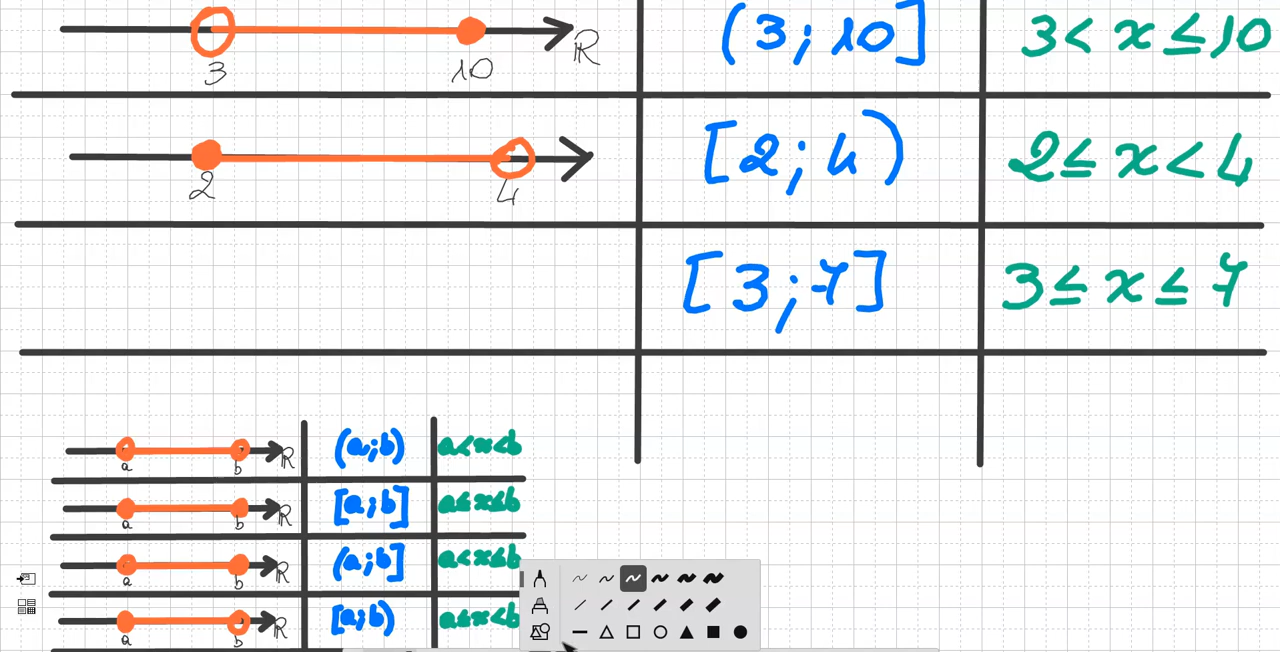 (3;10] 3<x≤10
3 10 ℝ
[2;4) 2≤x<4
2 4
[3;7] 3≤x≤7
(a;b) a<x<b
a b ℝ
[a;b] a≤x≤b
a b ℝ
(a;b] a<x≤b
a b ℝ
[a;b) a≤x<b
a b ℝ